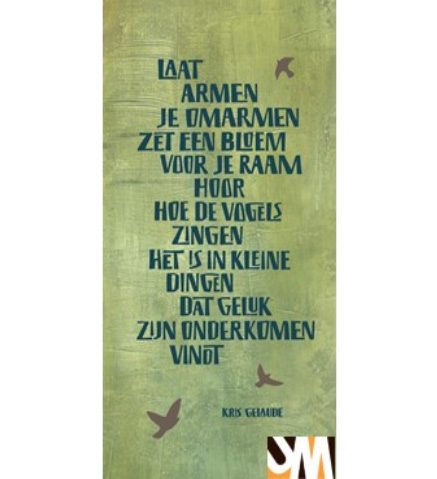 LAAT
ARMEN
JE OMARMEN
ZET EEN BLOEM
VOOR JE RAAM
HOOR
HOE DE VOGELS
ZINGEN
HET IS IN KLEINE
DINGEN
DAT GELUK
ZIJN ONDERKOMEN
VINDT
KRIS GELAUDE